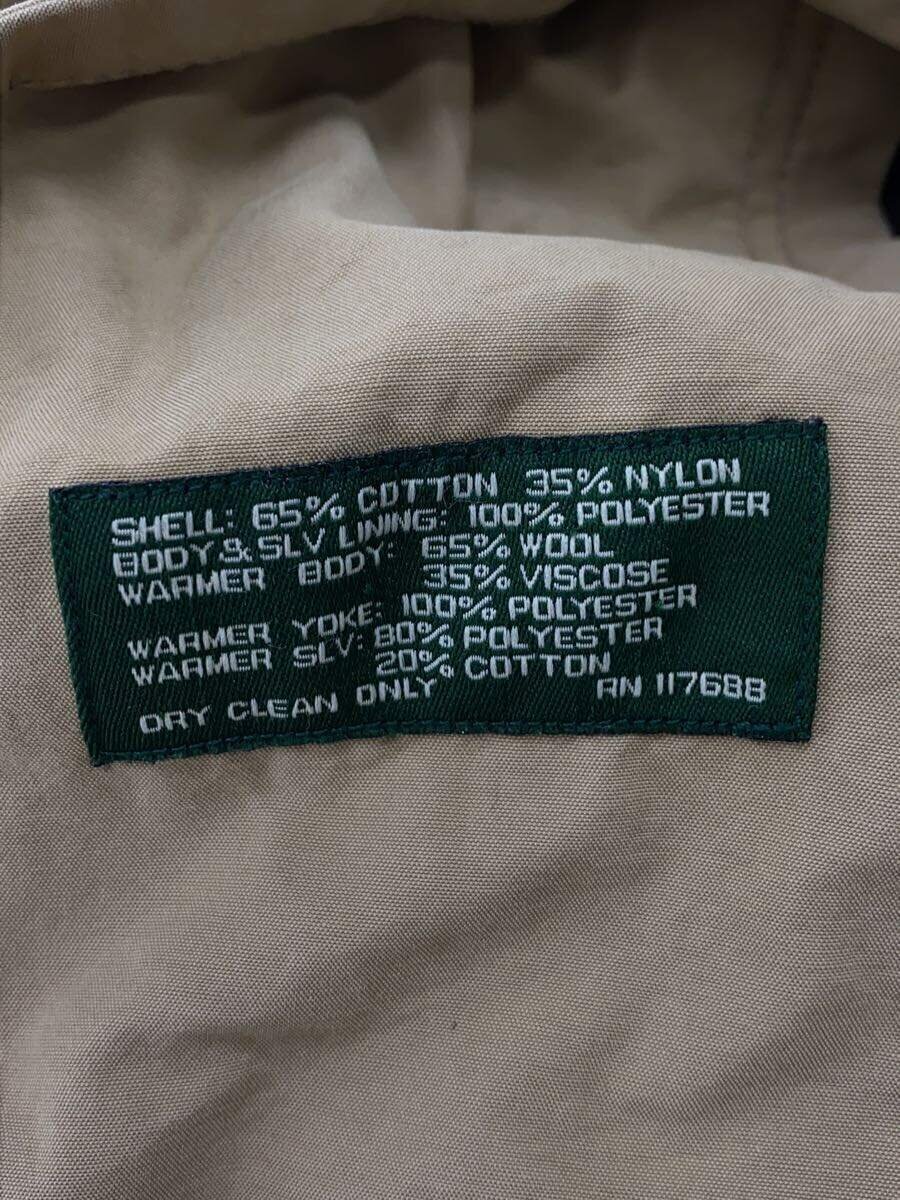 SHELL: 65% COTTON 35% NYLON
BODY & SLV LINING: 100% POLYESTER
WARMER BODY: 65% WOOL
35% VISCOSE
WARMER YOKE: 100% POLYESTER
WARMER SLV: 80% POLYESTER
20% COTTON
DRY CLEAN ONLY RN 117688